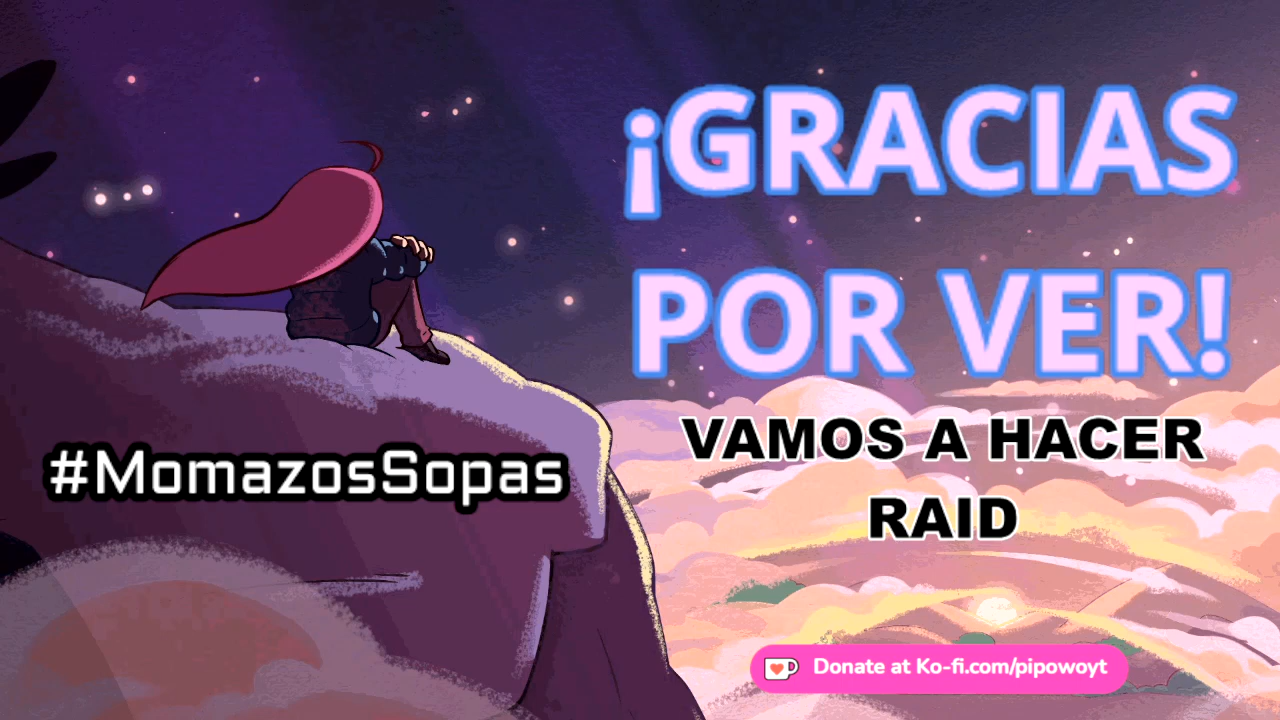 ¡GRACIAS
POR VER!
VAMOS A HACER
RAID
#MomazosSopas
Donate at Ko-fi.com/pipowoyt